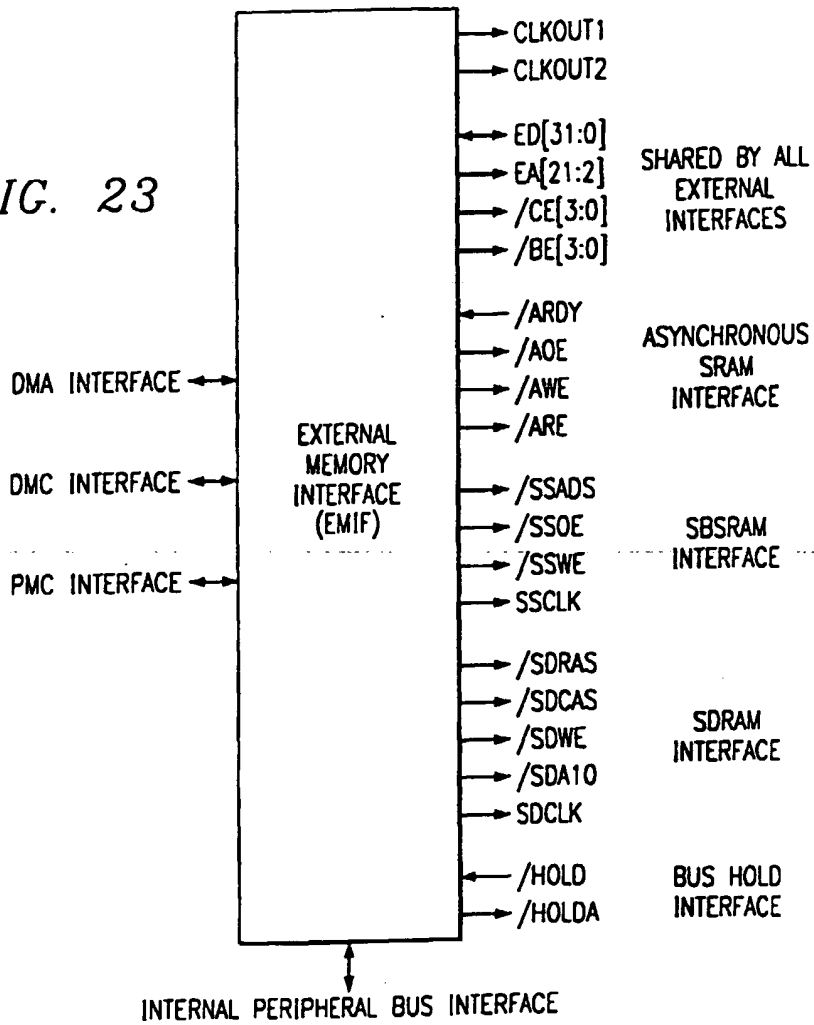 CLKOUT1
CLKOUT2
IG. 23
ED[31:0]
EA[21:2]
/CE[3:0]
/BE[3:0]
SHARED BY ALL
EXTERNAL
INTERFACES
/ARDY
/AOE
/AWE
/ARE
ASYNCHRONOUS
SRAM
INTERFACE
DMA INTERFACE
DMC INTERFACE
PMC INTERFACE
EXTERNAL
MEMORY
INTERFACE
(EMIF)
/SSADS
/SSOE
/SSWE
SSCLK
SBSRAM
INTERFACE
/SDRAS
/SDCAS
/SDWE
/SDA10
SDCLK
SDRAM
INTERFACE
/HOLD
/HOLDA
BUS HOLD
INTERFACE
INTERNAL PERIPHERAL BUS INTERFACE